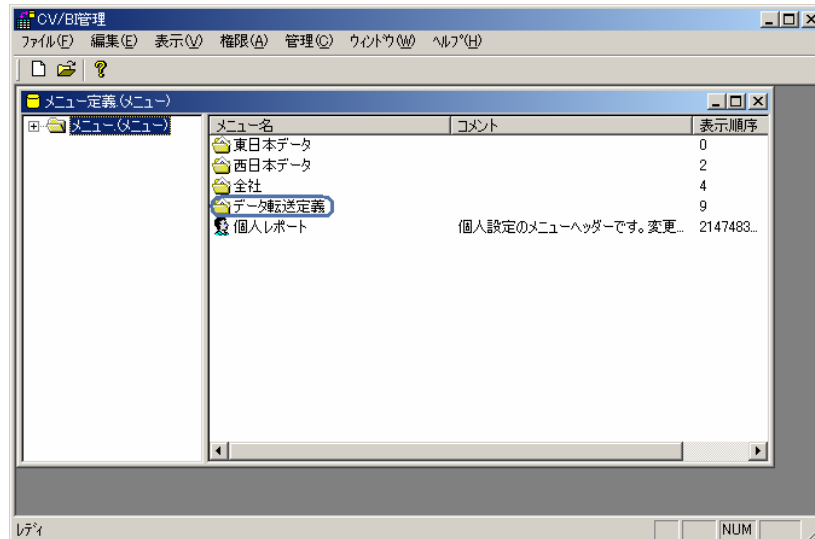 CV/BI管理
ファイル(F) 編集(E) 表示(V) 権限(A) 管理(C) ウィンドウ(W) ヘルプ(H)
メニュー定義.(メニュー)
メニュー.(メニュー)
メニュー名 コメント 表示順序
東日本データ 0
西日本データ 2
全社 4
データ転送定義 9
個人レポート 個人設定のメニューヘッダーです。変更... 2147483...
レディ NUM